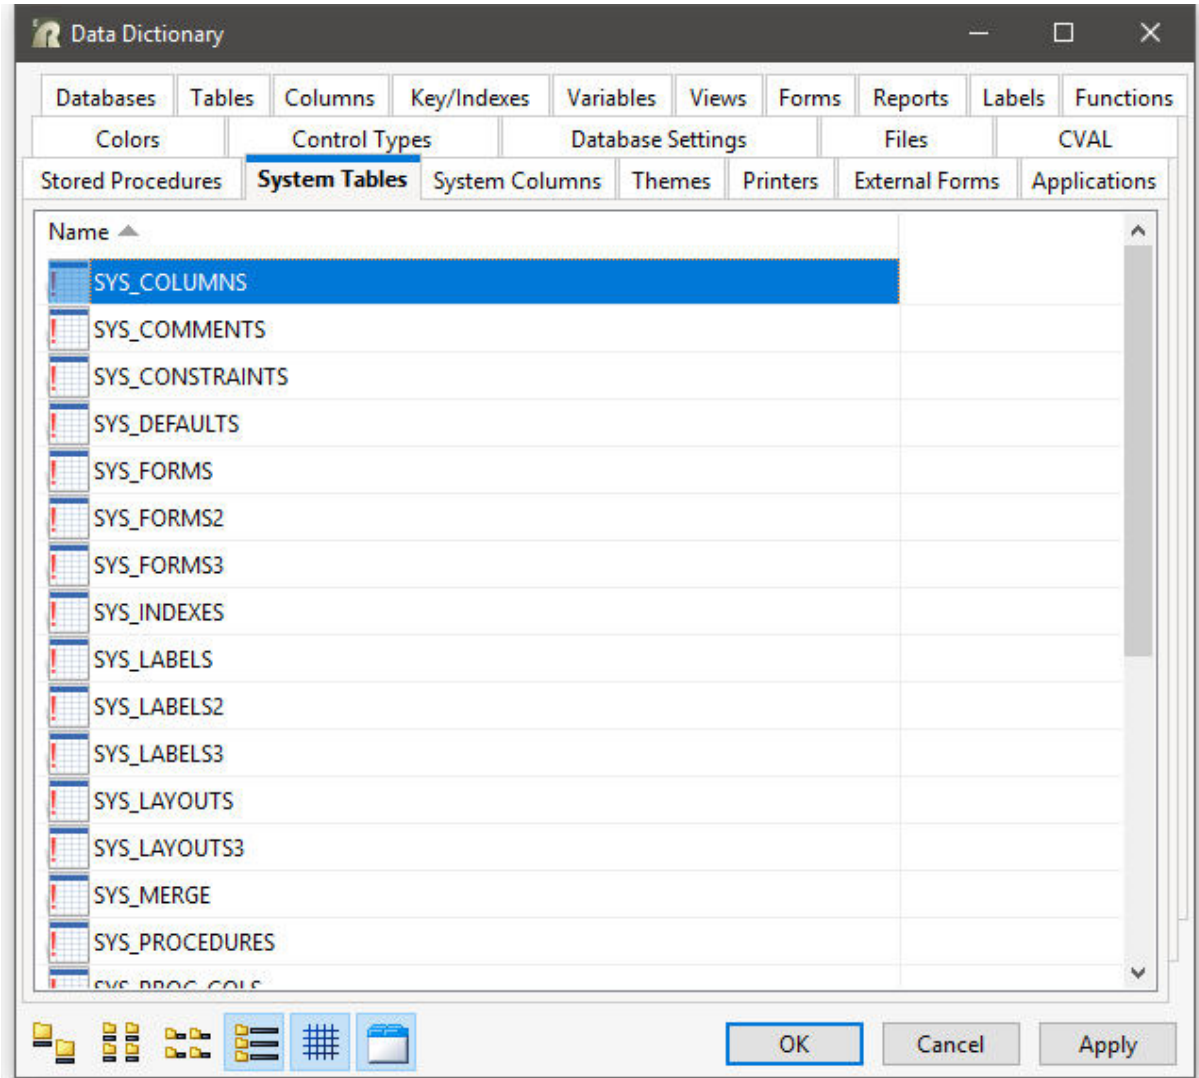 Data Dictionary
Databases Tables Columns Key/Indexes Variables Views Forms Reports Labels Functions
Colors Control Types Database Settings Files CVAL
Stored Procedures System Tables System Columns Themes Printers External Forms Applications
Name
SYS_COLUMNS
SYS_COMMENTS
SYS_CONSTRAINTS
SYS_DEFAULTS
SYS_FORMS
SYS_FORMS2
SYS_FORMS3
SYS_INDEXES
SYS_LABELS
SYS_LABELS2
SYS_LABELS3
SYS_LAYOUTS
SYS_LAYOUTS3
SYS_MERGE
SYS_PROCEDURES
SYS_PROC_COLS
OK Cancel Apply